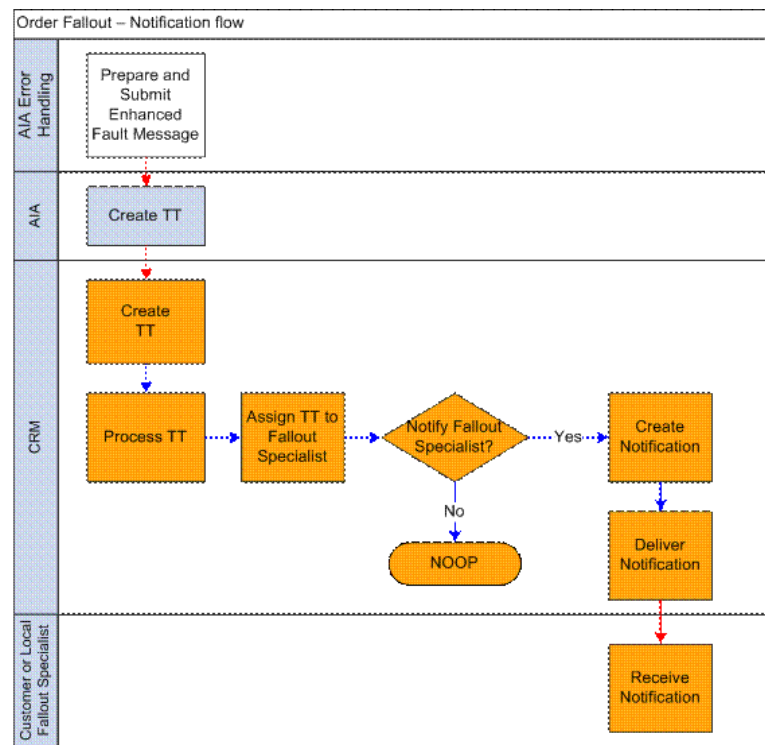 Order Fallout – Notification flow
AIA Error
Handling
Prepare and
Submit
Enhanced
Fault Message
AIA
Create TT
CRM
Create
TT
Process TT
Assign TT to
Fallout
Specialist
Notify Fallout
Specialist?
Yes
Create
Notification
No
NOOP
Deliver
Notification
Customer or Local
Fallout Specialist
Receive
Notification